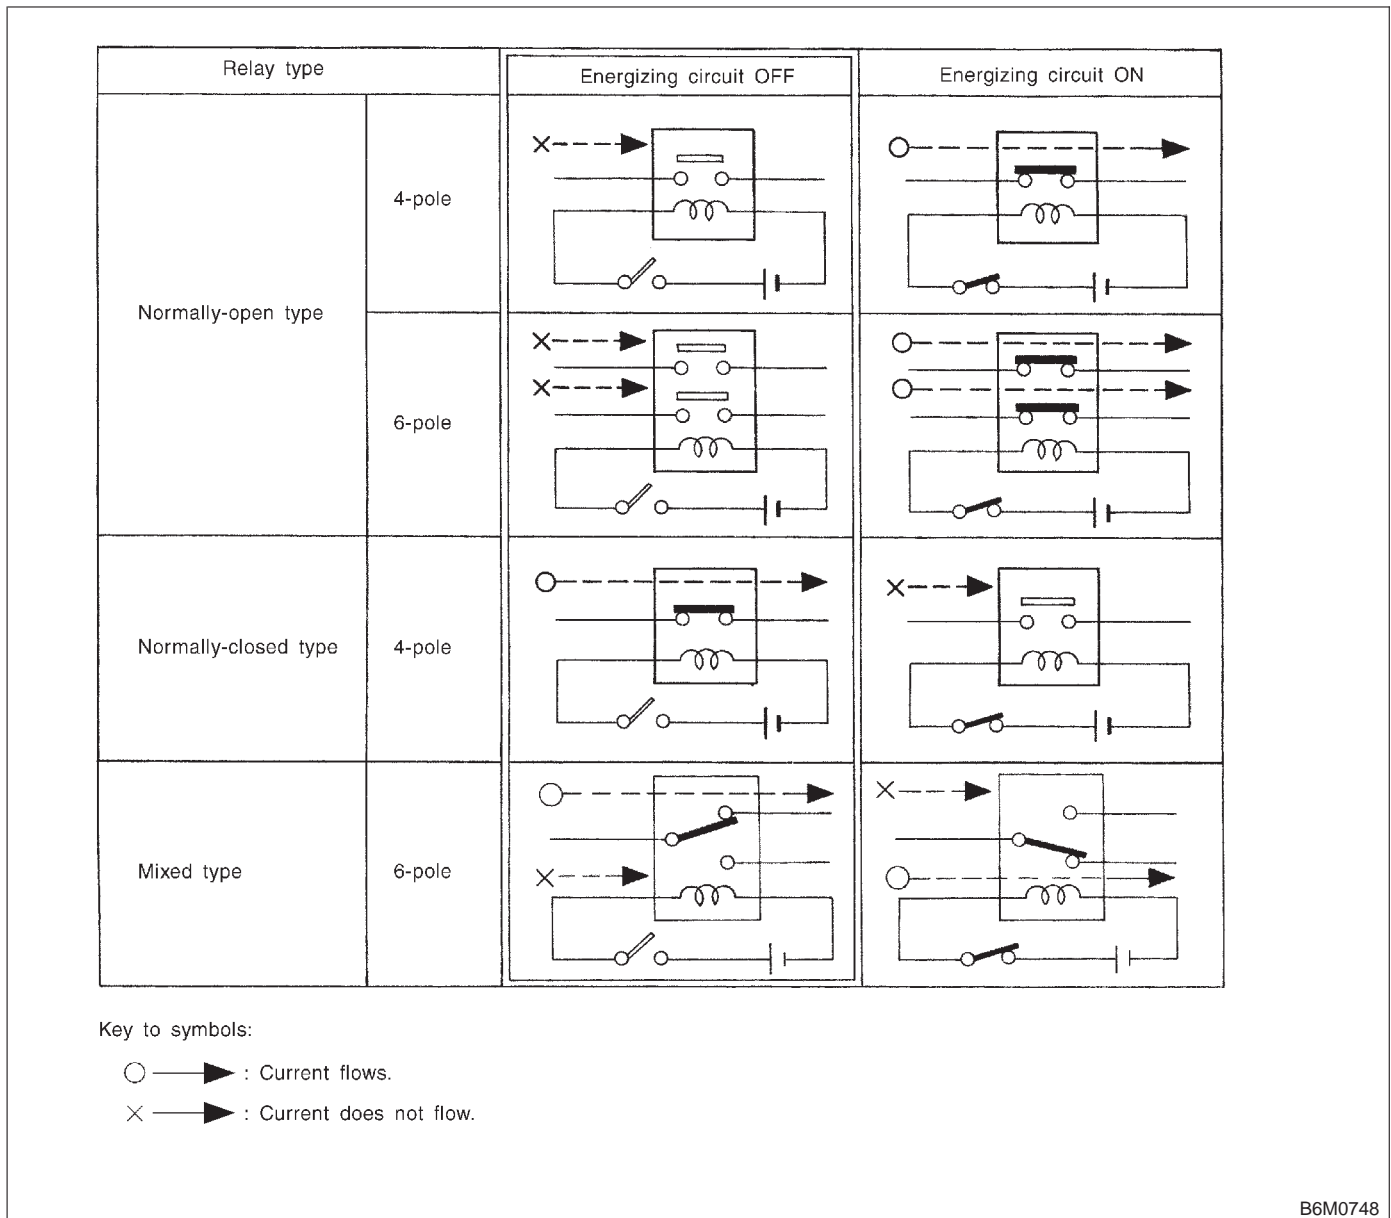 Relay type
Energizing circuit OFF
Energizing circuit ON
Normally-open type
4-pole
6-pole
Normally-closed type
4-pole
Mixed type
6-pole
Key to symbols:
: Current flows.
: Current does not flow.
B6M0748